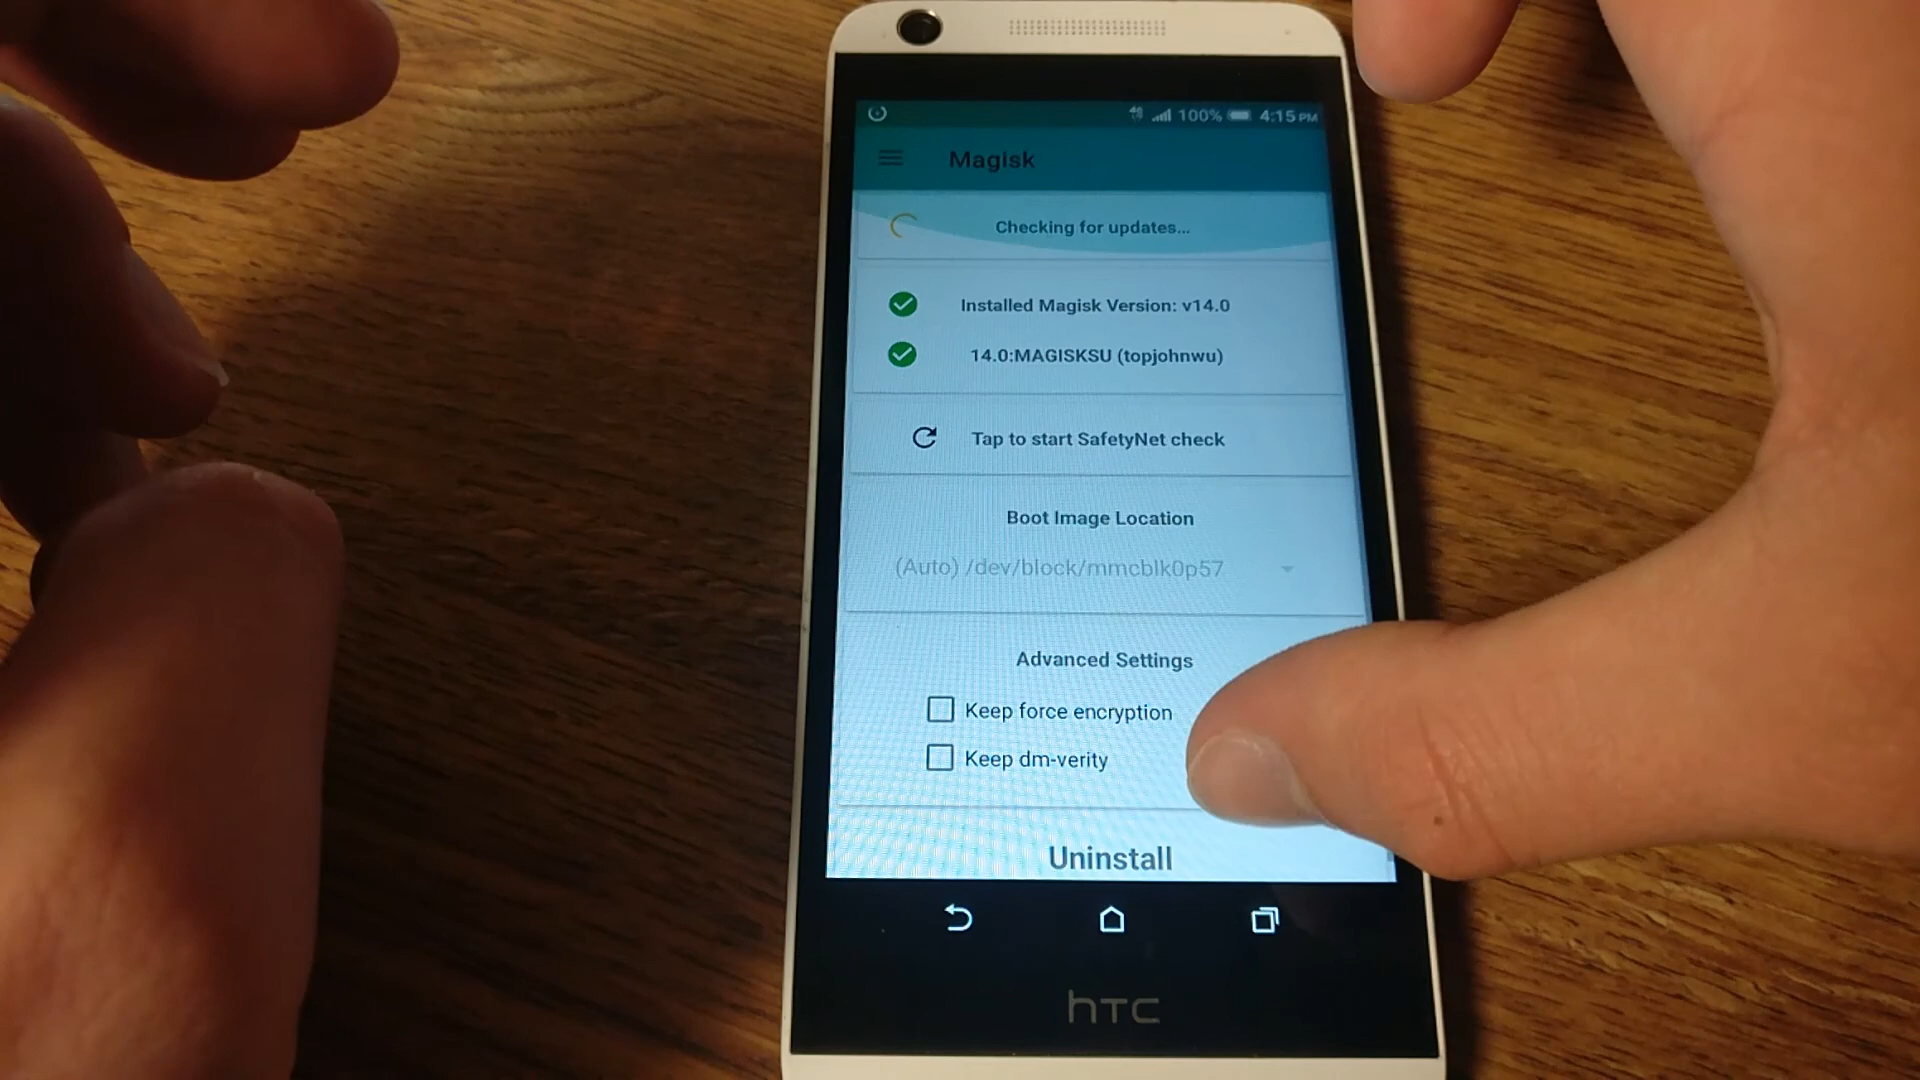 100% 4:15 PM
Magisk
Checking for updates...
Installed Magisk Version: v14.0
14.0:MAGISKSU (topjohnwu)
Tap to start SafetyNet check
Boot Image Location
(Auto) /dev/block/mmcblk0p57
Advanced Settings
Keep force encryption
Keep dm-verity
Uninstall
hTC